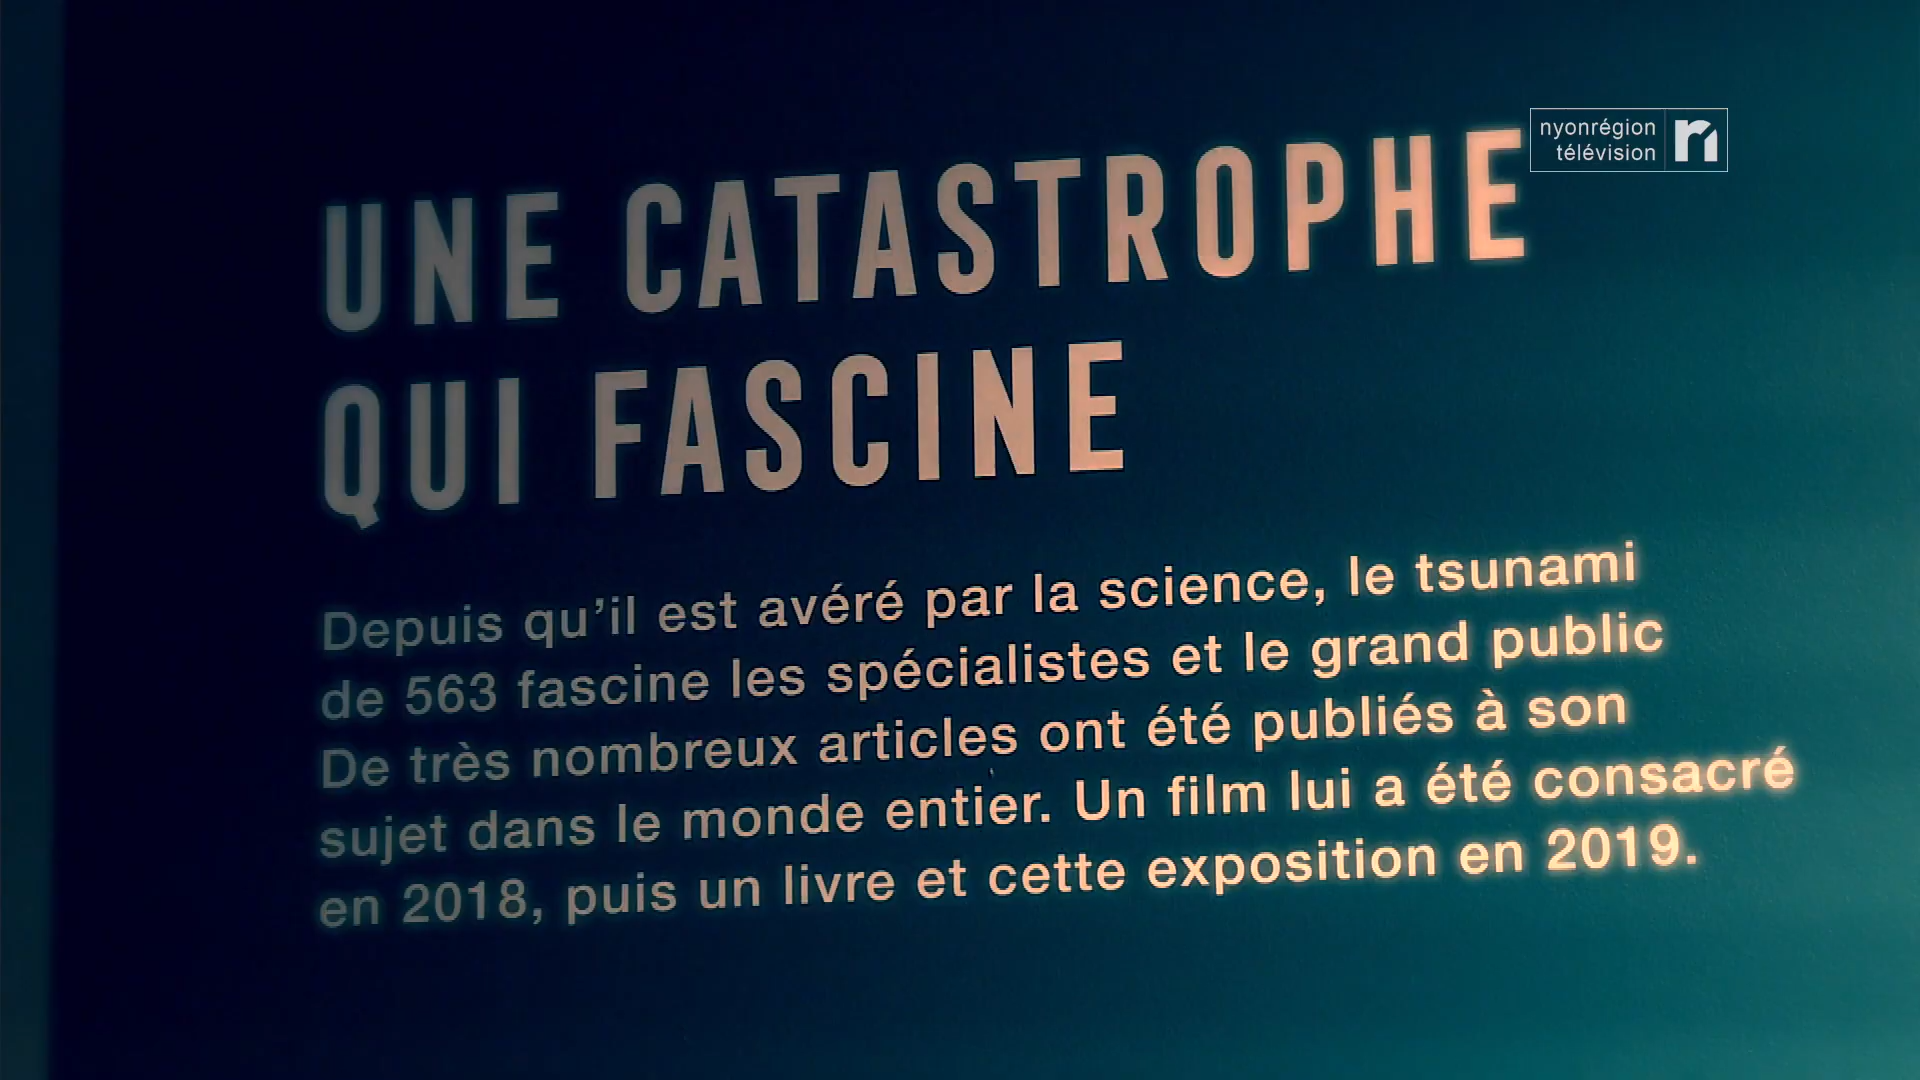 nyonrégion
télévision
UNE CATASTROPHE
QUI FASCINE
Depuis qu’il est avéré par la science, le tsunami
de 563 fascine les spécialistes et le grand public
De très nombreux articles ont été publiés à son
sujet dans le monde entier. Un film lui a été consacré
en 2018, puis un livre et cette exposition en 2019.